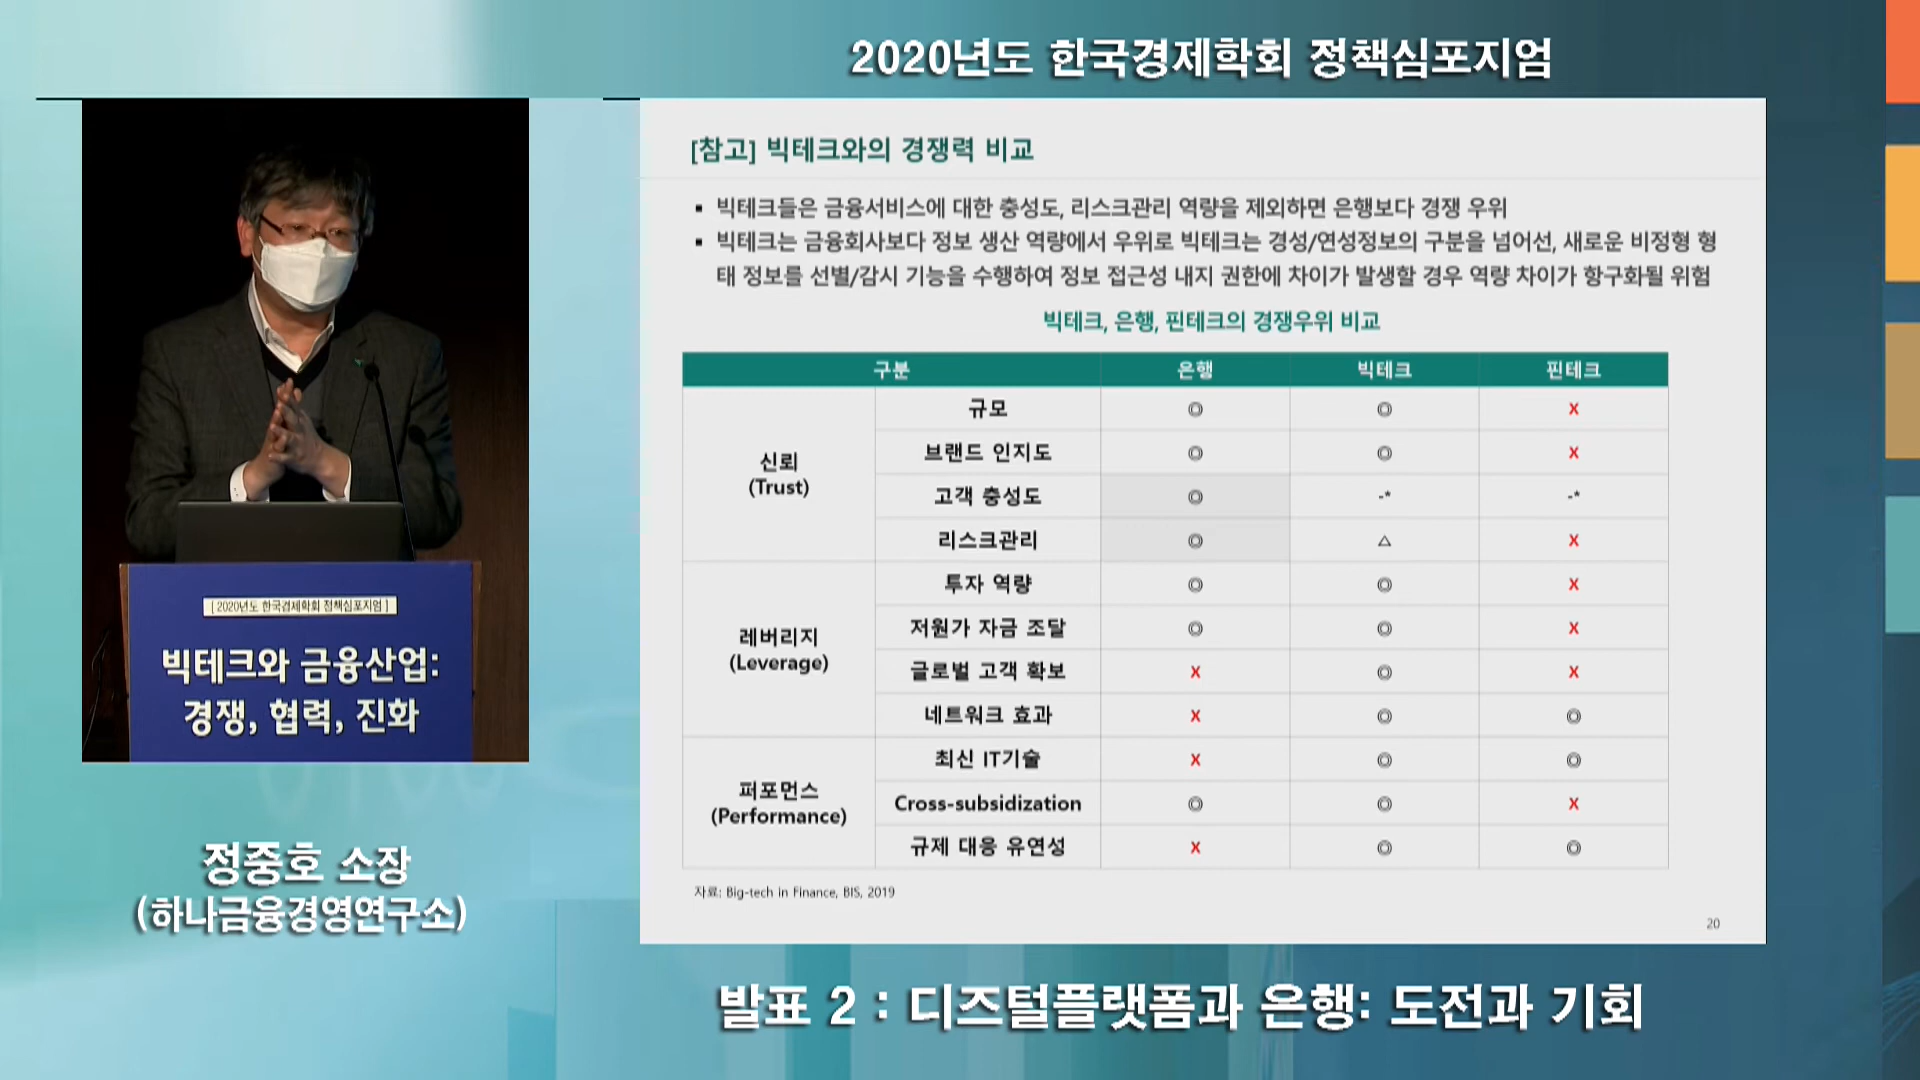 2020년도 한국경제학회 정책심포지엄
[참고] 빅테크와의 경쟁력 비교
▪ 빅테크들은 금융서비스에 대한 충성도, 리스크관리 역량을 제외하면 은행보다 경쟁 우위
▪ 빅테크는 금융회사보다 정보 생산 역량에서 우위로 빅테크는 경성/연성정보의 구분을 넘어선, 새로운 비정형 형
태 정보를 선별/감시 기능을 수행하여 정보 접근성 내지 권한에 차이가 발생할 경우 역량 차이가 항구화될 위험
빅테크, 은행, 핀테크의 경쟁우위 비교
구분 은행 빅테크 핀테크
신뢰
(Trust)
규모 ◎ ◎ X
브랜드 인지도 ◎ ◎ X
고객 충성도 ◎ -* -*
리스크관리 ◎ △ X
레버리지
(Leverage)
투자 역량 ◎ ◎ X
저원가 자금 조달 ◎ ◎ X
글로벌 고객 확보 X ◎ X
네트워크 효과 X ◎ ◎
퍼포먼스
(Performance)
최신 IT기술 X ◎ ◎
Cross-subsidization ◎ ◎ X
규제 대응 유연성 X ◎ ◎
자료: Big-tech in Finance, BIS, 2019
20
[ 2020년도 한국경제학회 정책심포지엄 ]
빅테크와 금융산업:
경쟁, 협력, 진화
정중호 소장
(하나금융경영연구소)
발표 2 : 디즈털플랫폼과 은행: 도전과 기회